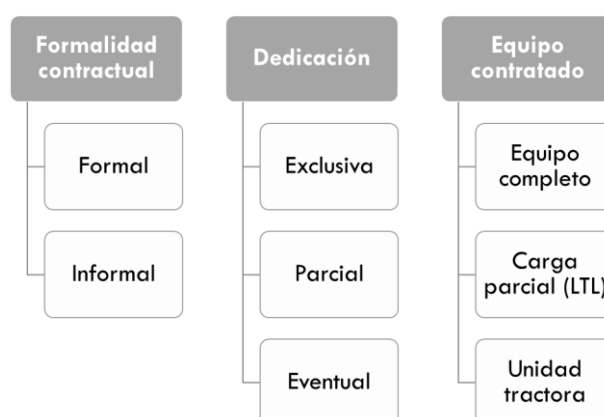 Formalidad
contractual
Formal
Informal
Dedicación
Exclusiva
Parcial
Eventual
Equipo
contratado
Equipo
completo
Carga
parcial (LTL)
Unidad
tractora